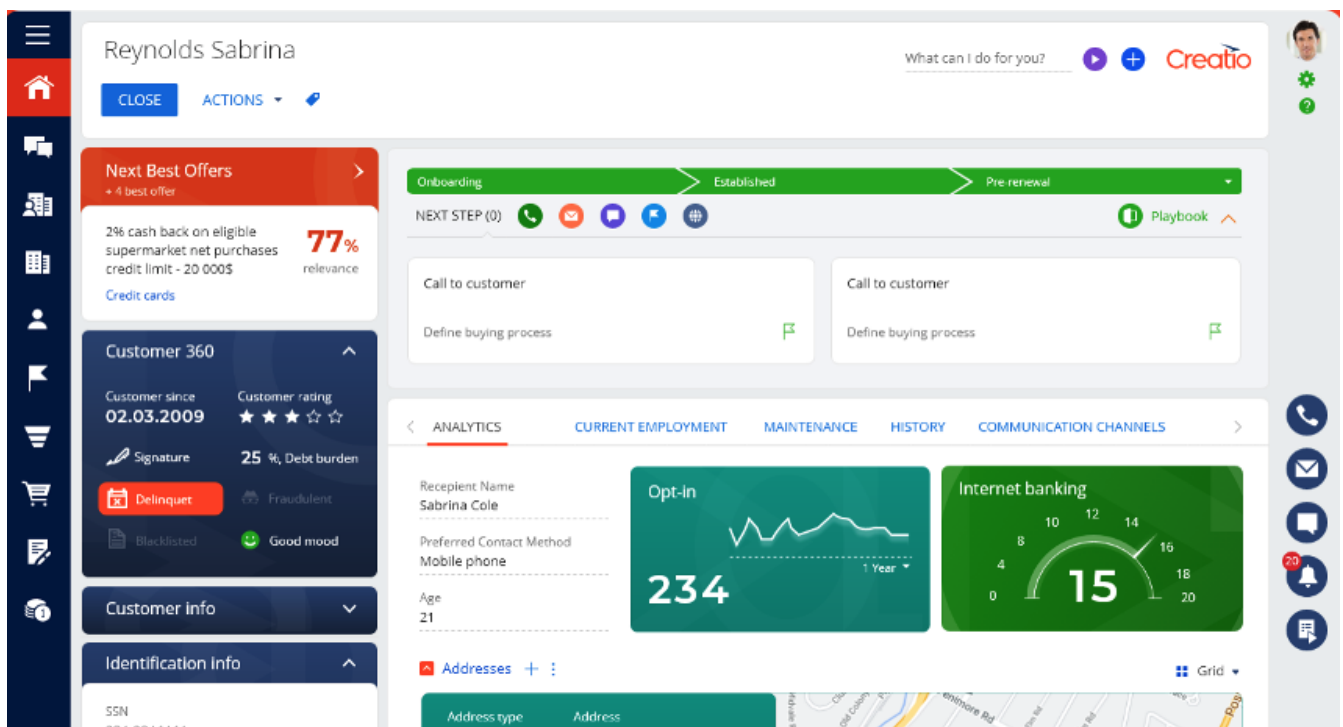 Reynolds Sabrina
What can I do for you?
Creatio
CLOSE
ACTIONS
Next Best Offers
+ 4 best offer
2% cash back on eligible
supermarket net purchases
credit limit - 20 000$
77%
relevance
Credit cards
Onboarding
Established
Pre-renewal
NEXT STEP (0)
Playbook
Call to customer
Define buying process
Call to customer
Define buying process
Customer 360
Customer since
02.03.2009
Customer rating
Signature
25 %, Debt burden
Delinquet
Fraudulent
Blacklisted
Good mood
Customer info
Identification info
SSN
ANALYTICS
CURRENT EMPLOYMENT
MAINTENANCE
HISTORY
COMMUNICATION CHANNELS
Recepient Name
Sabrina Cole
Preferred Contact Method
Mobile phone
Age
21
Opt-in
1 Year
234
Internet banking
0
4
8
10
12
14
16
18
20
15
Addresses
Grid
Address type
Address
20